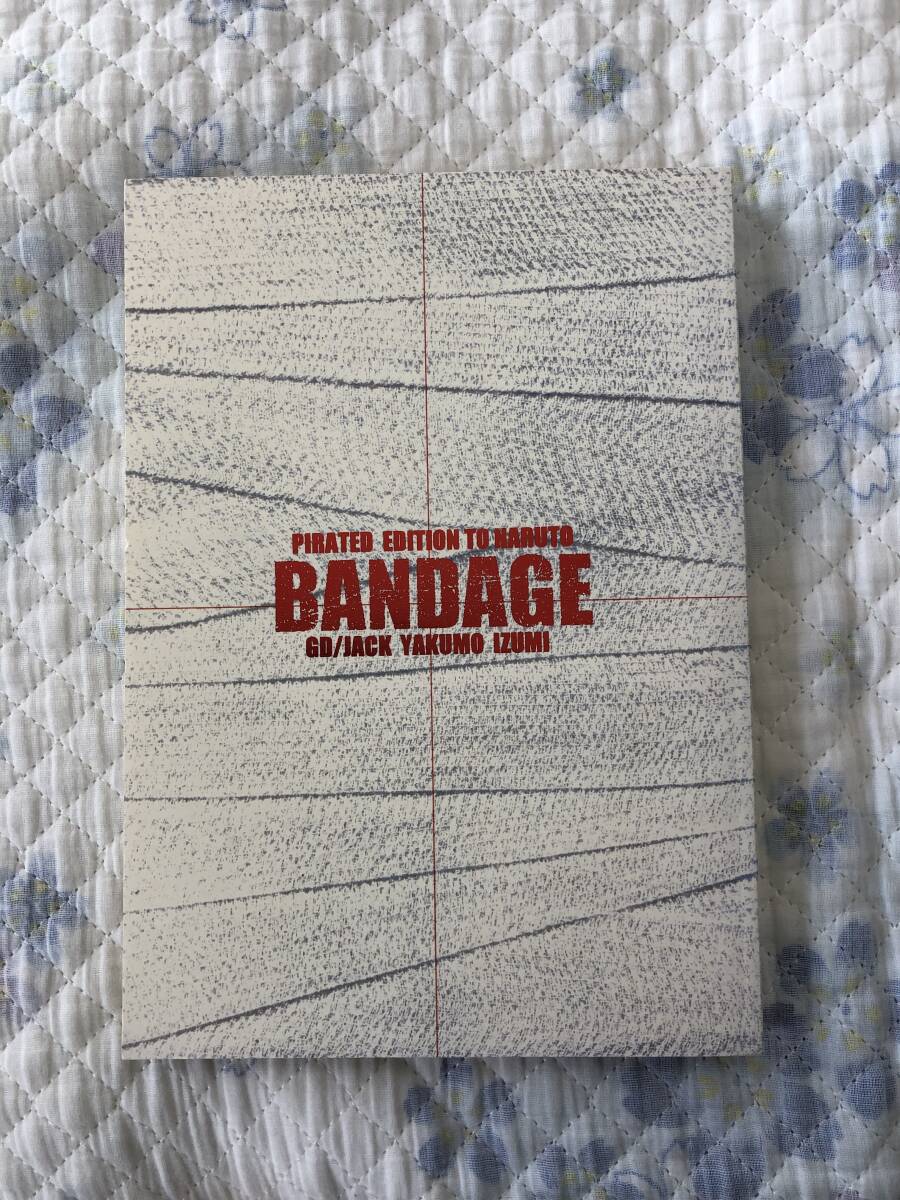 PIRATED EDITION TO NARUTO
BANDAGE
GD/JACK YAKUMO IZUMI